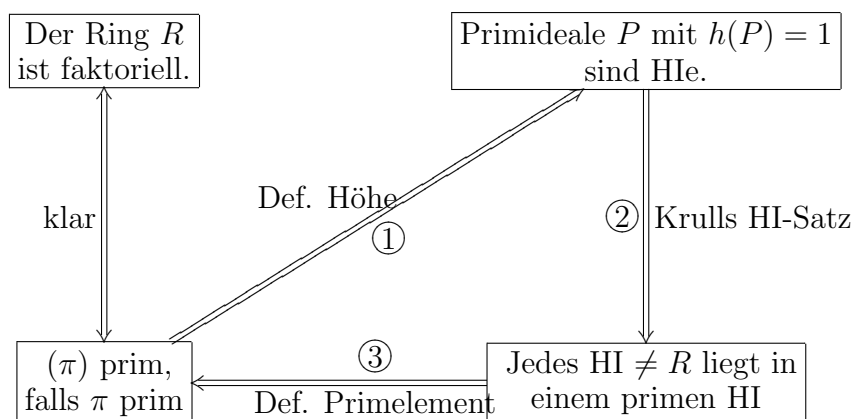 Der Ring R
ist faktoriell.
Primideale P mit h(P) = 1
sind HIe.
Def. Höhe
klar
①
② Krulls HI-Satz
(π) prim,
falls π prim
③
Def. Primelement
Jedes HI ≠ R liegt in
einem primen HI